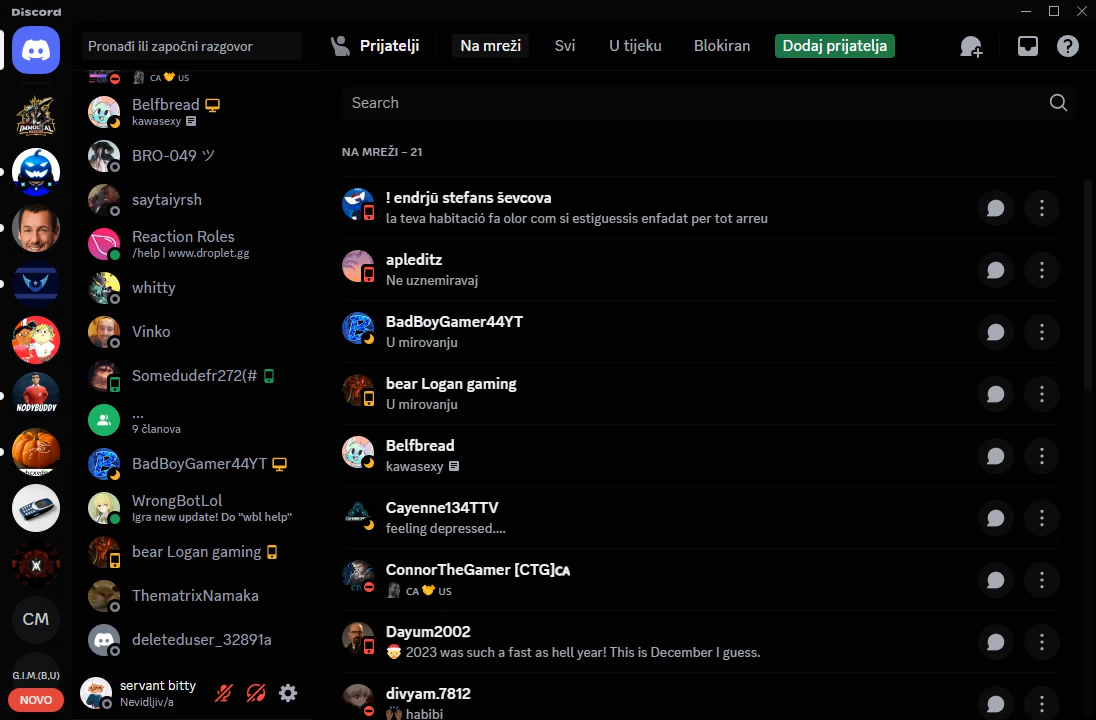 Discord
Pronađi ili započni razgovor
Prijatelji
Na mreži
Svi
U tijeku
Blokiran
Dodaj prijatelja
CA 🤝 US
Belfbread
kawasexy
BRO-049 ツ
saytaiyrsh
Reaction Roles
/help | www.droplet.gg
whitty
Vinko
Somedudefr272(#
...
9 članova
BadBoyGamer44YT
WrongBotLol
Igra new update! Do "wbl help"
bear Logan gaming
ThematrixNamaka
deleteduser_32891a
servant bitty
Nevidljiv/a
NODYBUDDY
CM
G.I.M.(B,U)
NOVO
Search
NA MREŽI – 21
! endrjū stefans ševcova
la teva habitació fa olor com si estiguessis enfadat per tot arreu
apleditz
Ne uznemiravaj
BadBoyGamer44YT
U mirovanju
bear Logan gaming
U mirovanju
Belfbread
kawasexy
Cayenne134TTV
feeling depressed....
ConnorTheGamer [CTG]🇨🇦
CA 🤝 US
Dayum2002
🎅 2023 was such a fast as hell year! This is December I guess.
divyam.7812
🙌🏾 habibi